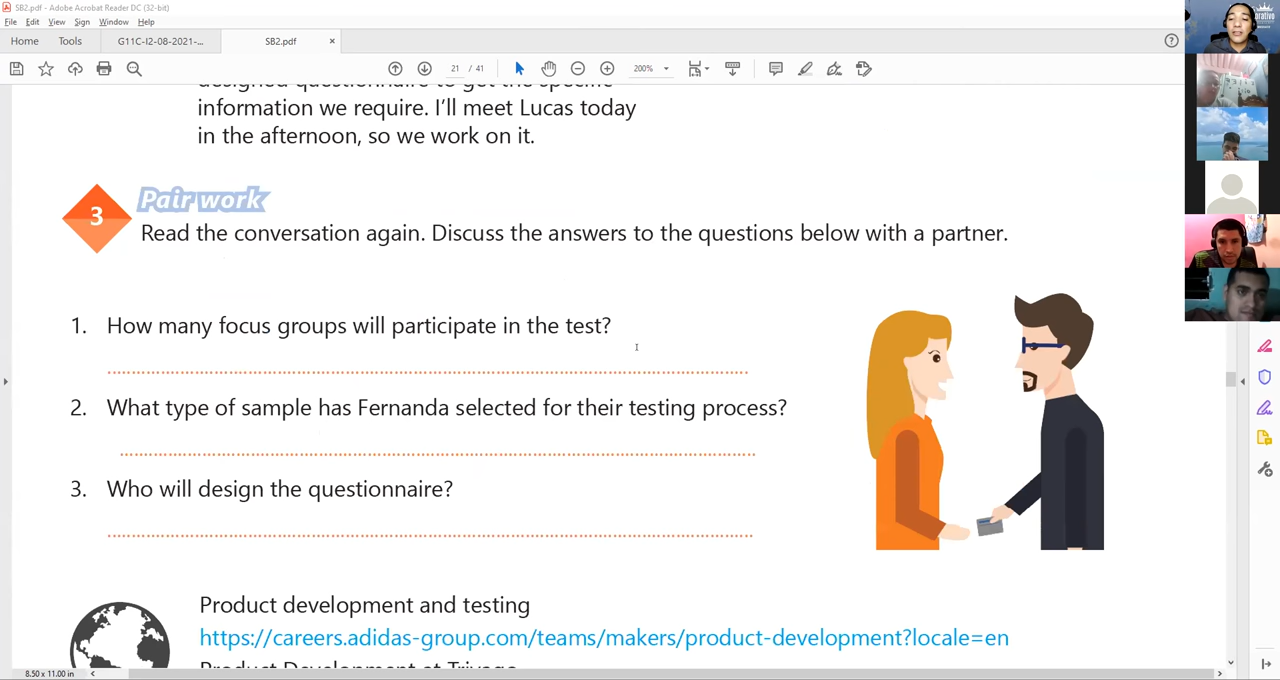 SB2.pdf - Adobe Acrobat Reader DC (32-bit)
File Edit View Sign Window Help
Home Tools G11C-I2-08-2021-... SB2.pdf ×
21 / 41 200%
information we require. I'll meet Lucas today
in the afternoon, so we work on it.
3 Pair work
Read the conversation again. Discuss the answers to the questions below with a partner.
1. How many focus groups will participate in the test?
2. What type of sample has Fernanda selected for their testing process?
3. Who will design the questionnaire?
Product development and testing
https://careers.adidas-group.com/teams/makers/product-development?locale=en
8.50 x 11.00 in